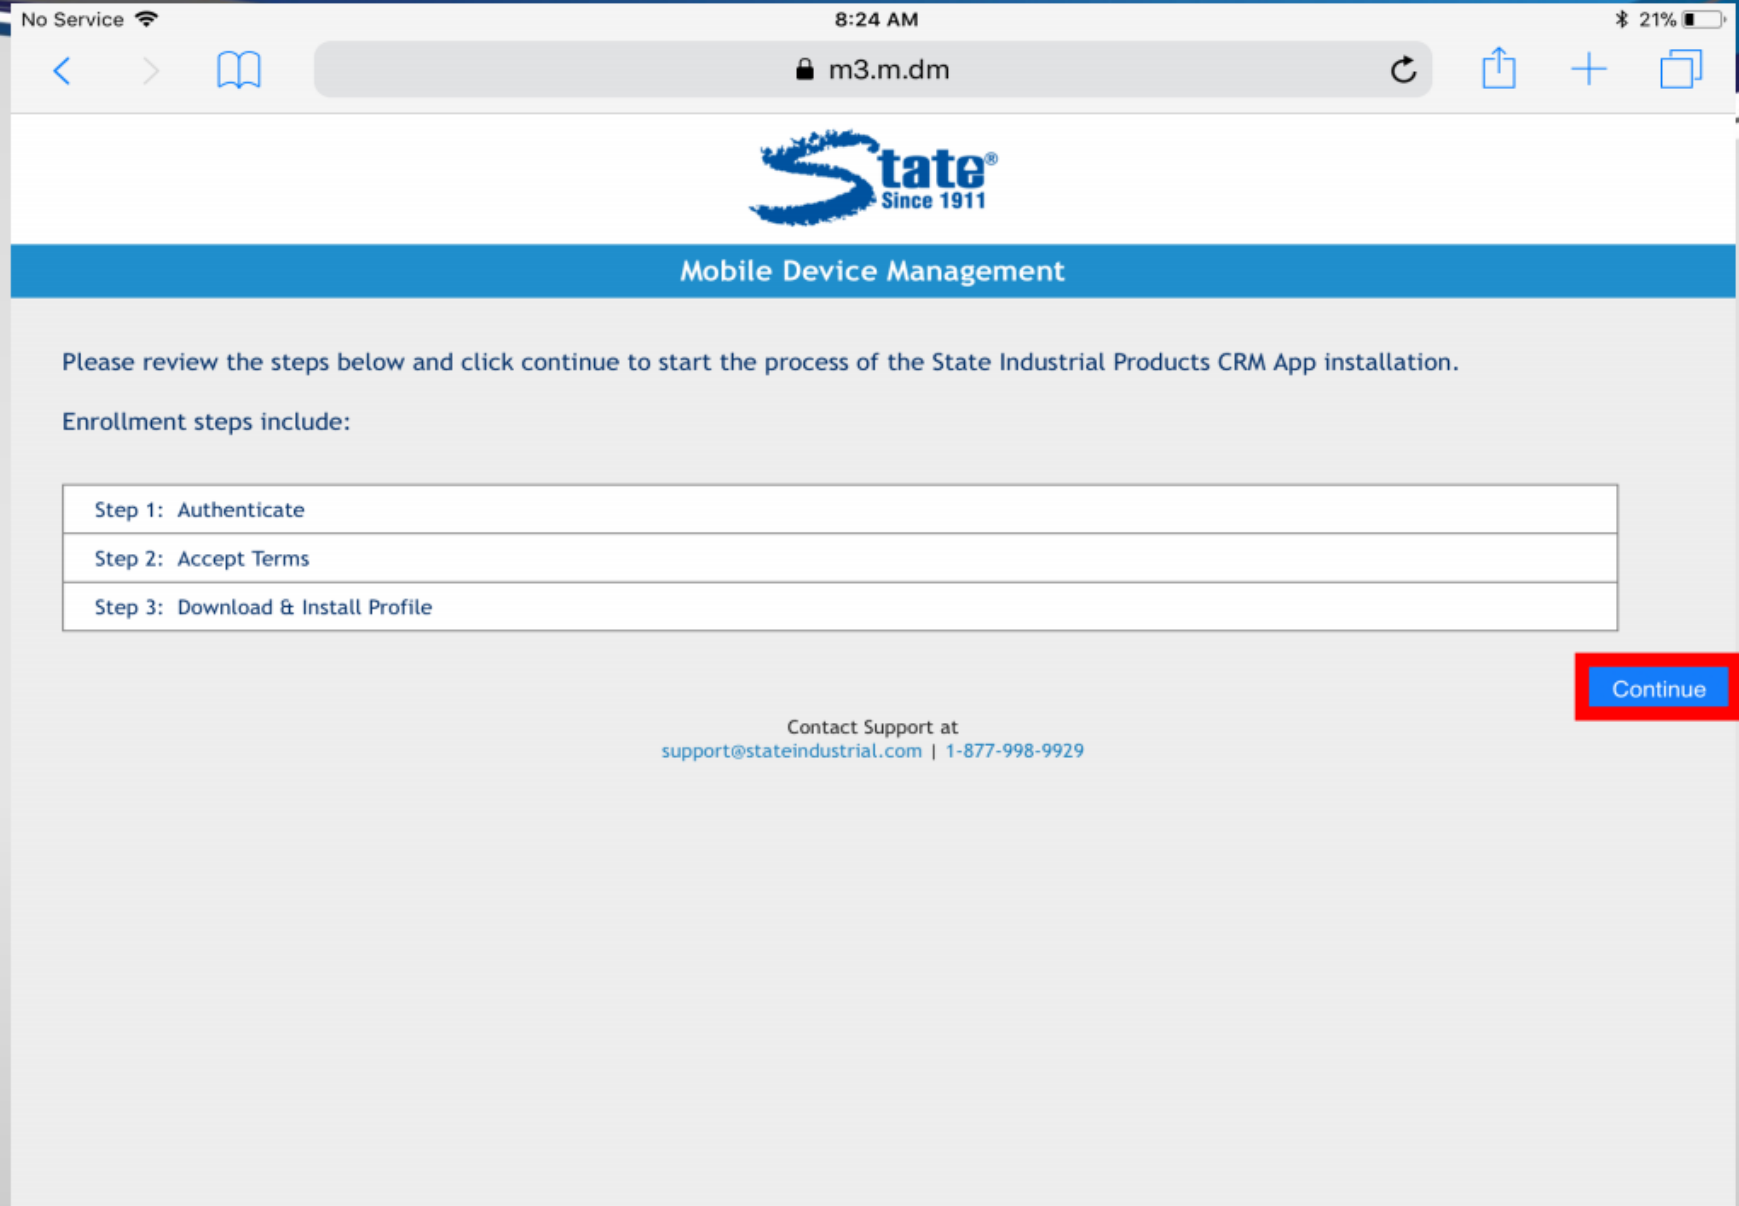 No Service
8:24 AM
21%
m3.m.dm
State®
Since 1911
Mobile Device Management
Please review the steps below and click continue to start the process of the State Industrial Products CRM App installation.
Enrollment steps include:
Step 1: Authenticate
Step 2: Accept Terms
Step 3: Download & Install Profile
Continue
Contact Support at
support@stateindustrial.com | 1-877-998-9929